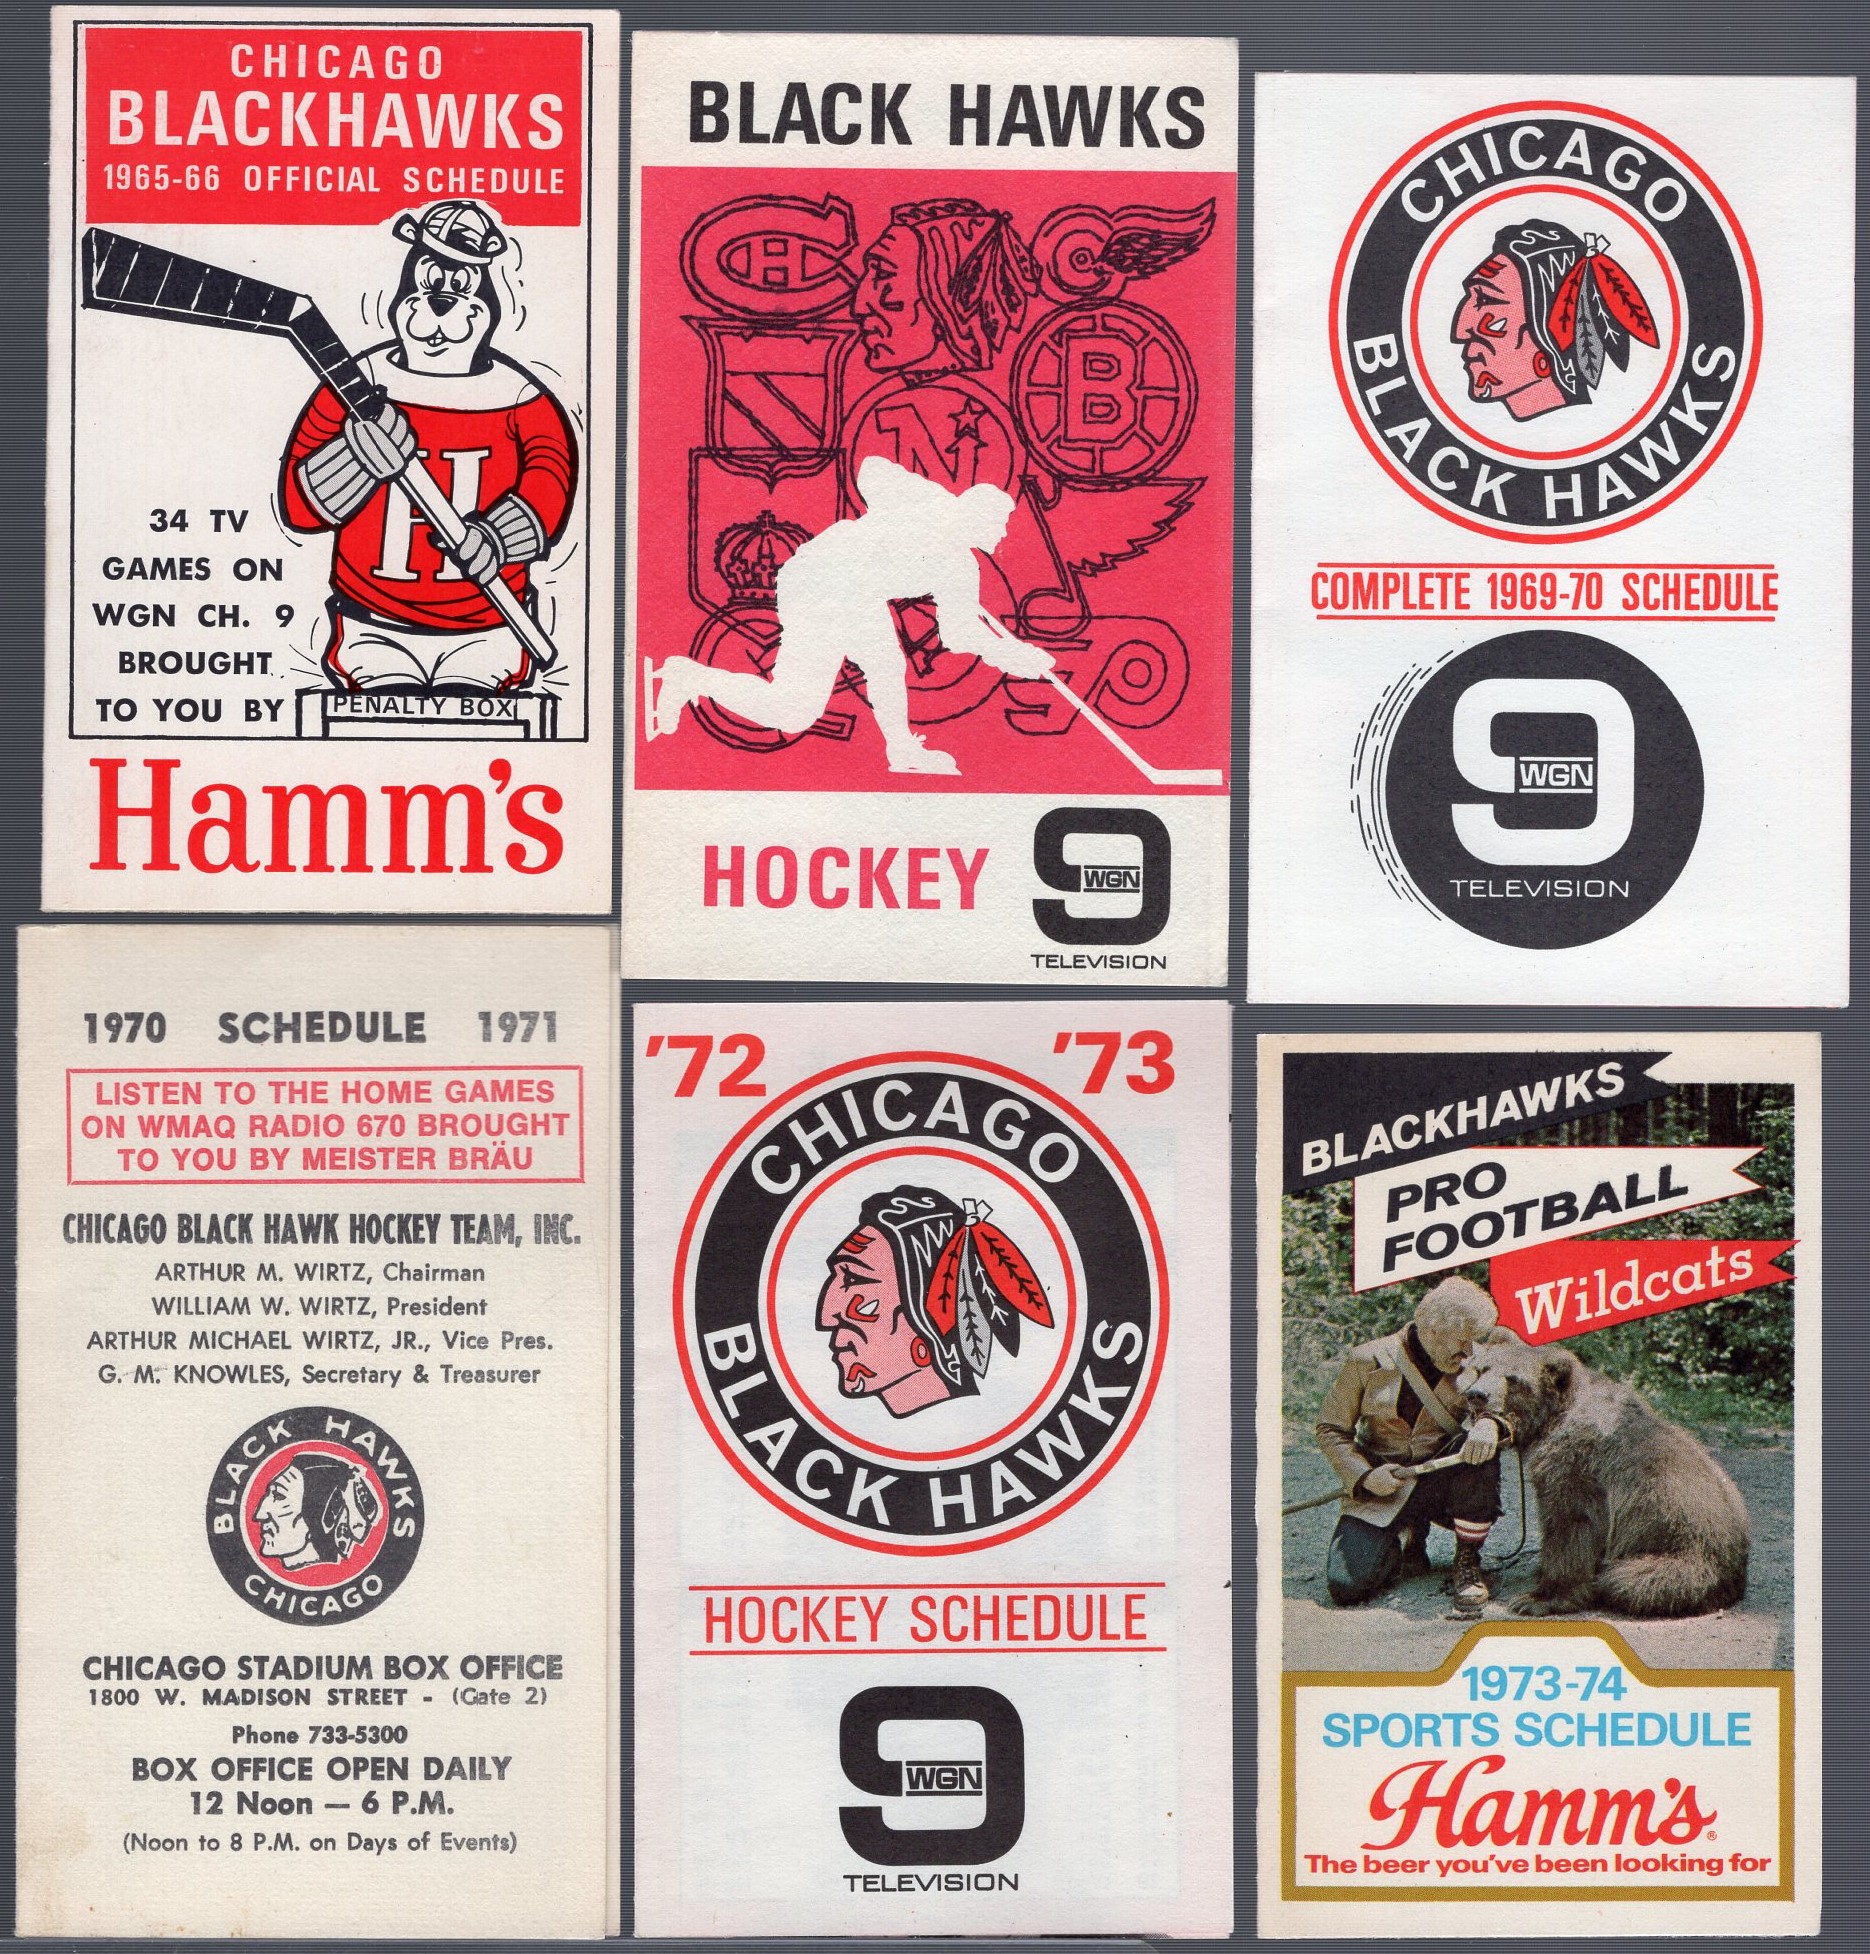 CHICAGO
BLACKHAWKS
1965-66 OFFICIAL SCHEDULE
H
34 TV
GAMES ON
WGN CH. 9
BROUGHT
TO YOU BY
PENALTY BOX
Hamm's
BLACK HAWKS
CH
B
N
HOCKEY
9
WGN
TELEVISION
CHICAGO
BLACK HAWKS
COMPLETE 1969-70 SCHEDULE
9
WGN
TELEVISION
1970 SCHEDULE 1971
LISTEN TO THE HOME GAMES
ON WMAQ RADIO 670 BROUGHT
TO YOU BY MEISTER BRÄU
CHICAGO BLACK HAWK HOCKEY TEAM, INC.
ARTHUR M. WIRTZ, Chairman
WILLIAM W. WIRTZ, President
ARTHUR MICHAEL WIRTZ, JR., Vice Pres.
G. M. KNOWLES, Secretary & Treasurer
BLACK HAWKS
CHICAGO
CHICAGO STADIUM BOX OFFICE
1800 W. MADISON STREET - (Gate 2)
Phone 733-5300
BOX OFFICE OPEN DAILY
12 Noon — 6 P.M.
(Noon to 8 P.M. on Days of Events)
'72 '73
CHICAGO
BLACK HAWKS
HOCKEY SCHEDULE
9
WGN
TELEVISION
BLACKHAWKS
PRO
FOOTBALL
Wildcats
1973-74
SPORTS SCHEDULE
Hamm's®
The beer you've been looking for